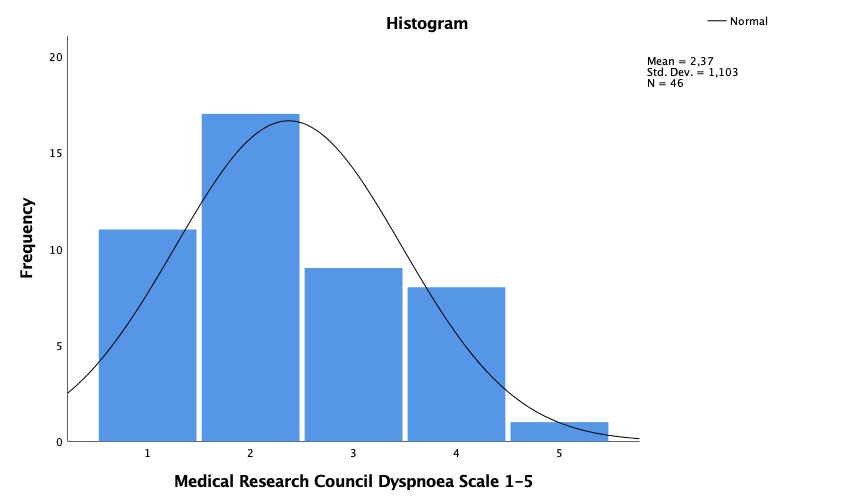 Histogram
Normal
Mean = 2,37
Std. Dev. = 1,103
N = 46
Frequency
20
15
10
5
0
1 2 3 4 5
Medical Research Council Dyspnoea Scale 1-5